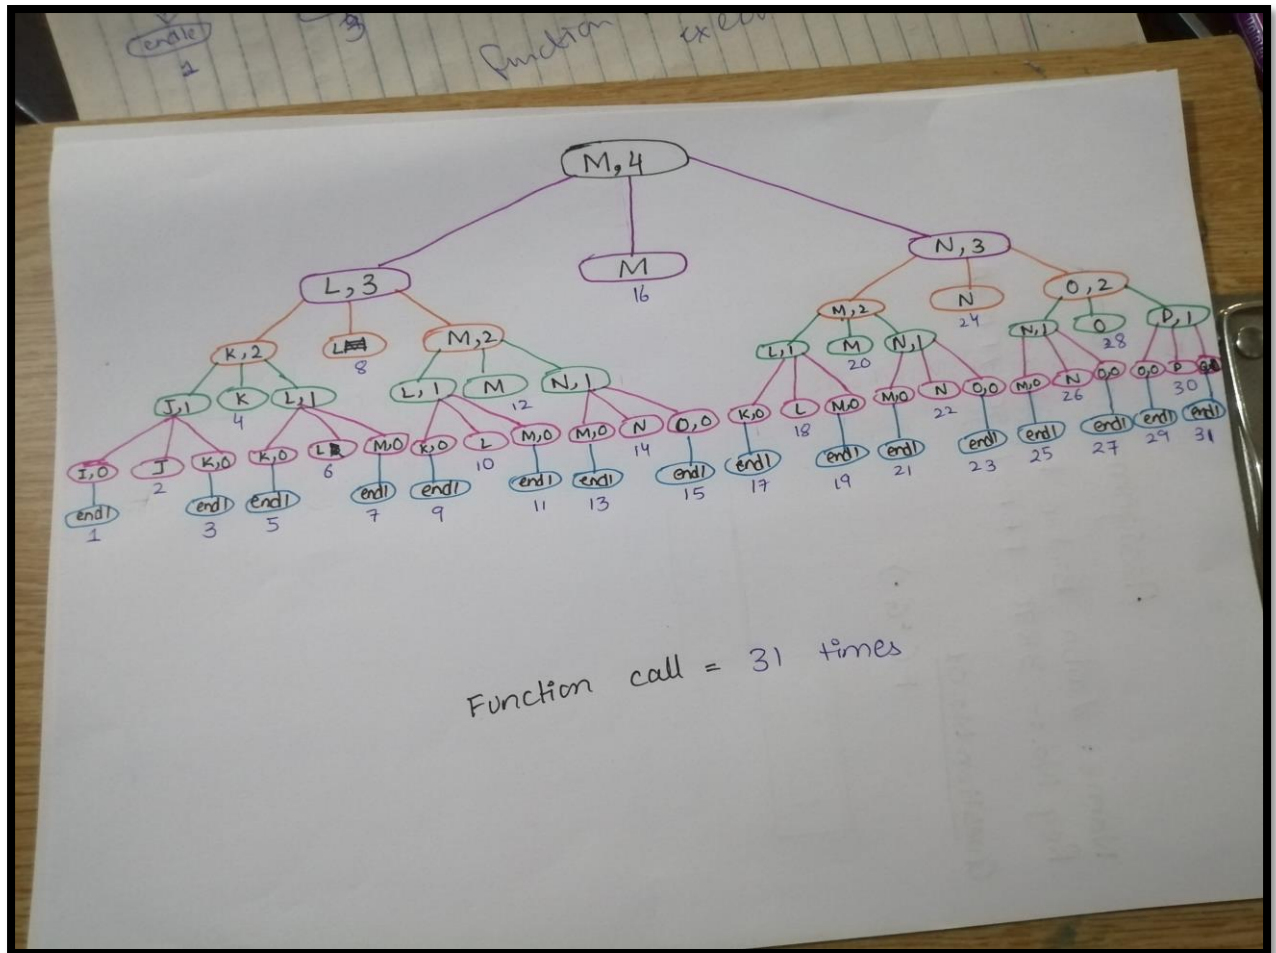 endl
1
3
function
M,4
N,3
L,3
M
16
O,2
M,2
N
24
N,1
O
28
P,1
K,2
L
8
M,2
L,1
M
20
N,1
J,1
K
4
L,1
L,1
M
12
N,1
I,0
J
2
K,0
K,0
L
6
M,0
K,0
L
10
M,0
M,0
N
14
O,0
K,0
L
18
M,0
M,0
N
22
O,0
M,0
N
26
O,0
O,0
P
30
endl
1
endl
3
endl
5
endl
7
endl
9
endl
11
endl
13
endl
15
endl
17
endl
19
endl
21
endl
23
endl
25
endl
27
endl
29
endl
31
Function call = 31 times